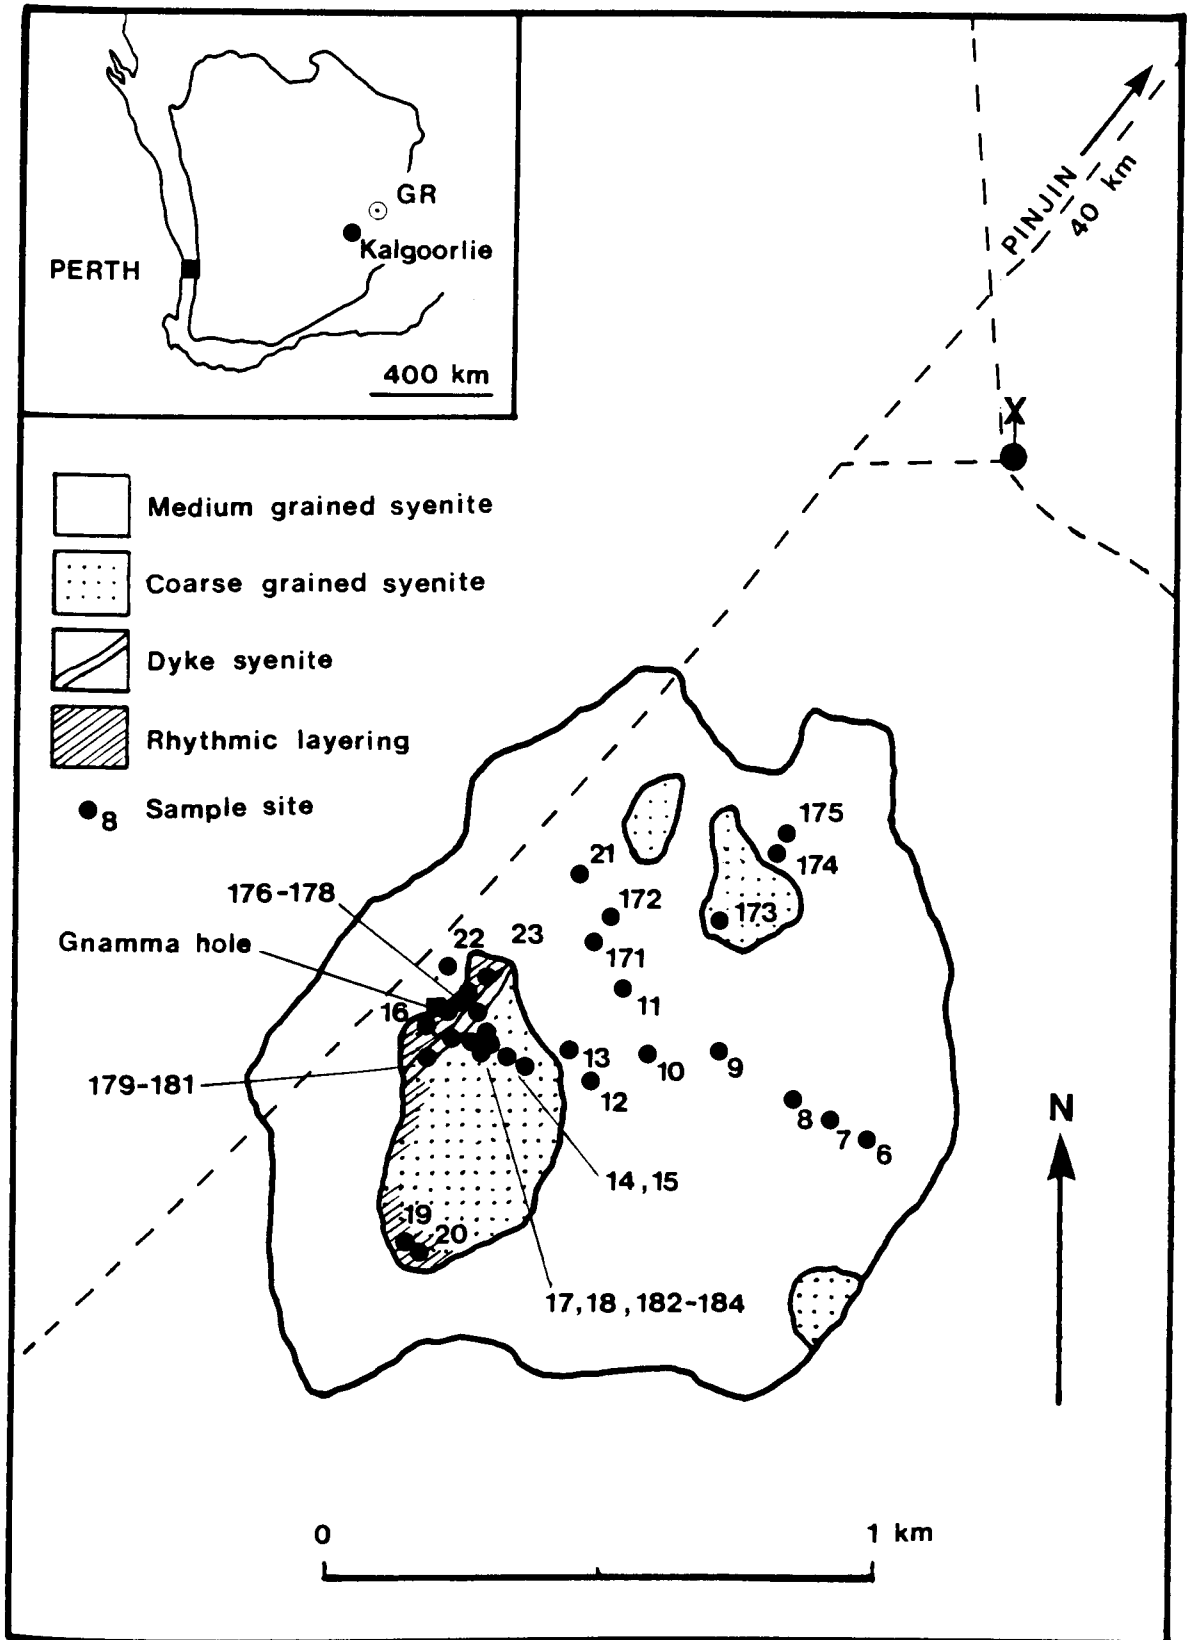 GR
Kalgoorlie
PERTH
400 km
PINJIN
40 km
X
Medium grained syenite
Coarse grained syenite
Dyke syenite
Rhythmic layering
8 Sample site
175
174
21
176-178
172
173
Gnamma hole
22
23
171
11
16
13
10
9
179-181
12
8
7
6
N
14,15
19
20
17,18,182-184
0
1 km